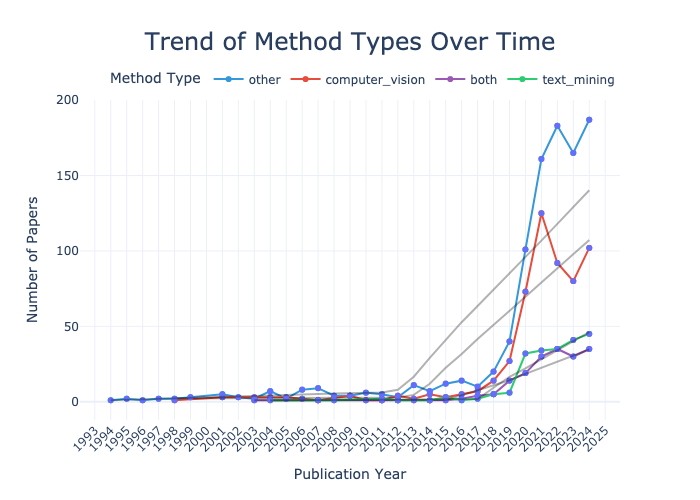 Trend of Method Types Over Time
Method Type other computer_vision both text_mining
200
150
100
50
0
Number of Papers
1993 1994 1995 1996 1997 1998 1999 2000 2001 2002 2003 2004 2005 2006 2007 2008 2009 2010 2011 2012 2013 2014 2015 2016 2017 2018 2019 2020 2021 2022 2023 2024 2025
Publication Year